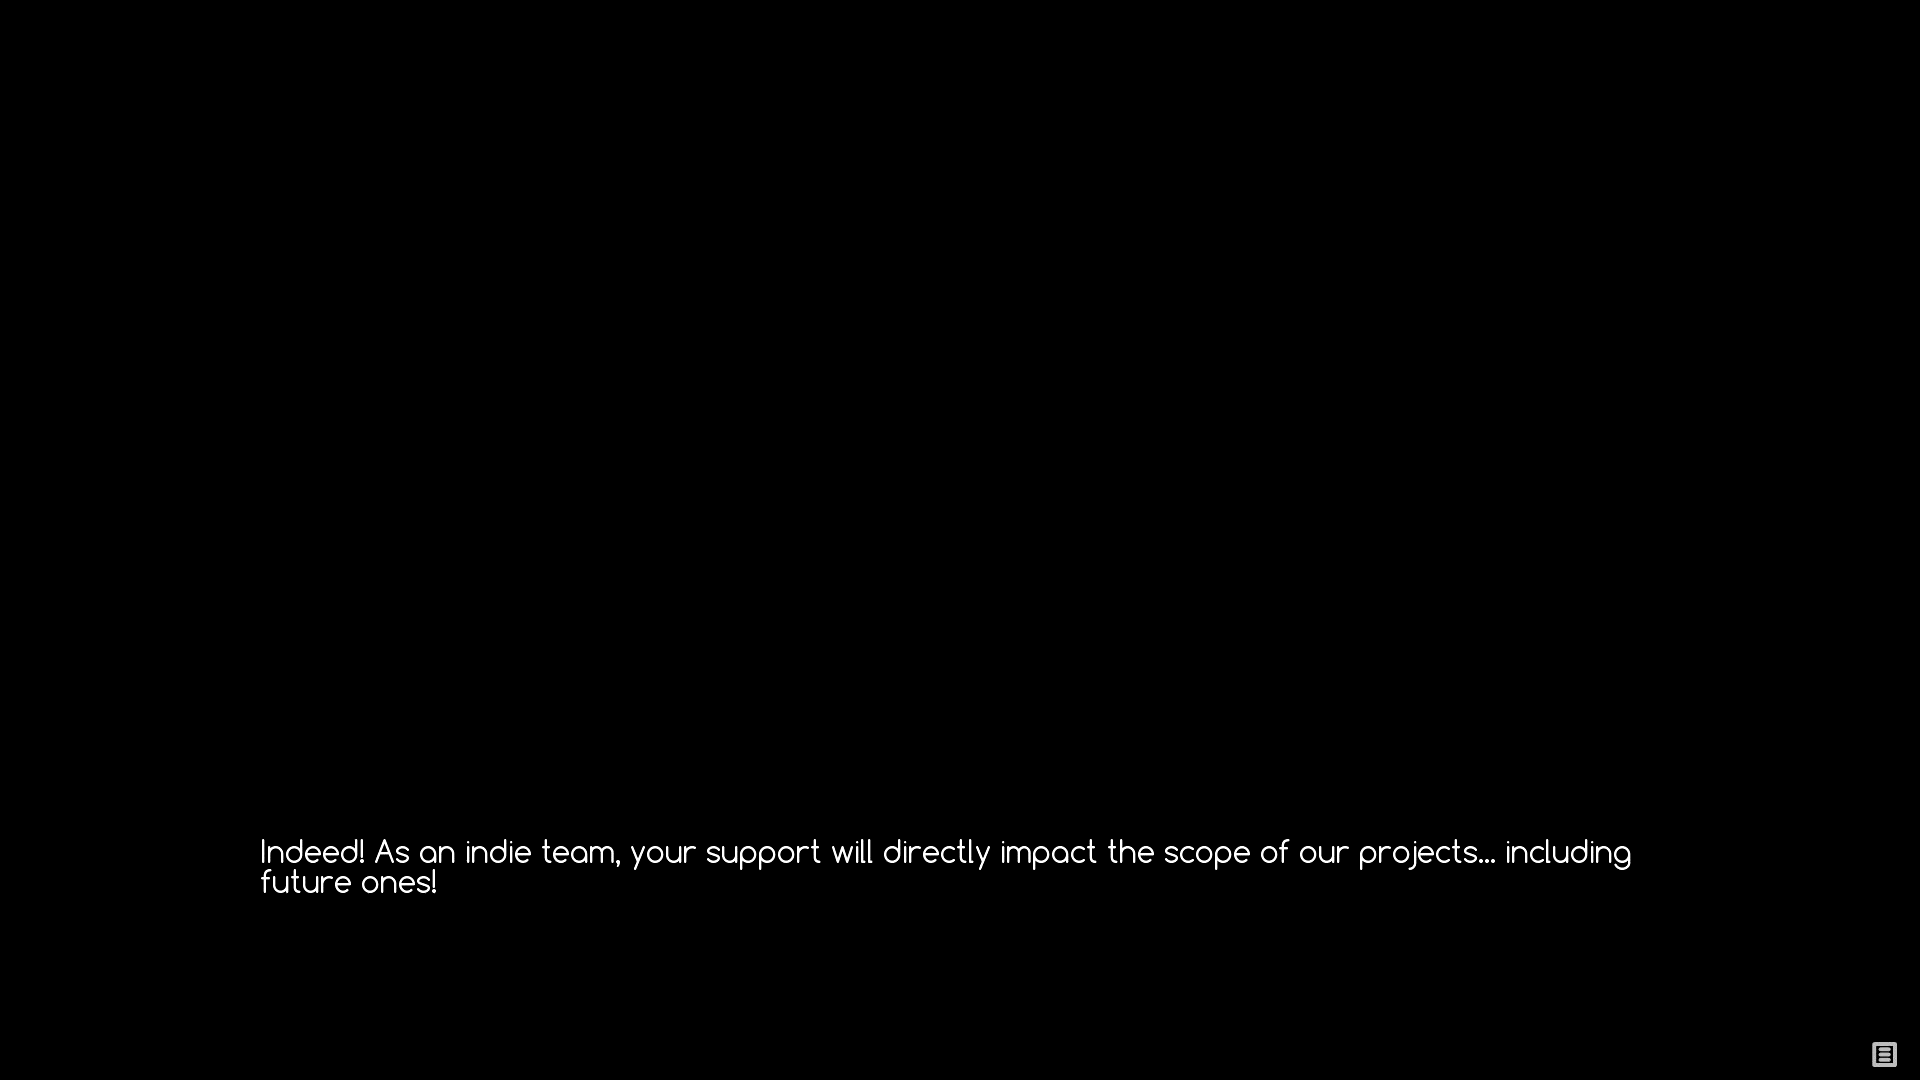 Indeed! As an indie team, your support will directly impact the scope of our projects... including
future ones!